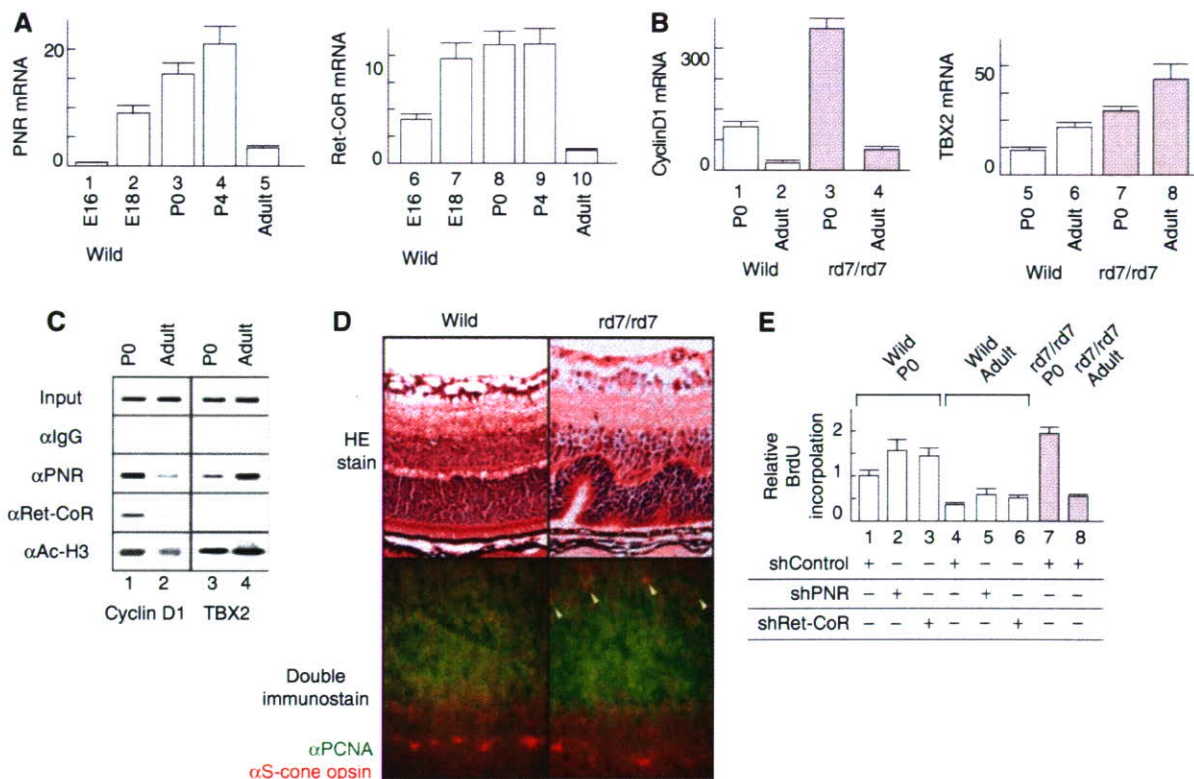 A
PNR mRNA
20
0
1 2 3 4 5
E16 E18 P0 P4 Adult
Wild
Ret-CoR mRNA
10
0
6 7 8 9 10
E16 E18 P0 P4 Adult
Wild
B
CyclinD1 mRNA
300
0
1 2 3 4
P0 Adult P0 Adult
Wild rd7/rd7
TBX2 mRNA
50
0
5 6 7 8
P0 Adult P0 Adult
Wild rd7/rd7
C
P0 Adult P0 Adult
Input
αIgG
αPNR
αRet-CoR
αAc-H3
1 2 3 4
Cyclin D1 TBX2
D
Wild rd7/rd7
HE
stain
Double
immunostain
αPCNA
αS-cone opsin
E
Wild P0
Wild Adult
rd7/rd7 P0
rd7/rd7 Adult
Relative
BrdU
incorpolation
2
1
0
1 2 3 4 5 6 7 8
shControl + − − + − − + +
shPNR − + − − + − − −
shRet-CoR − − + − − + − −